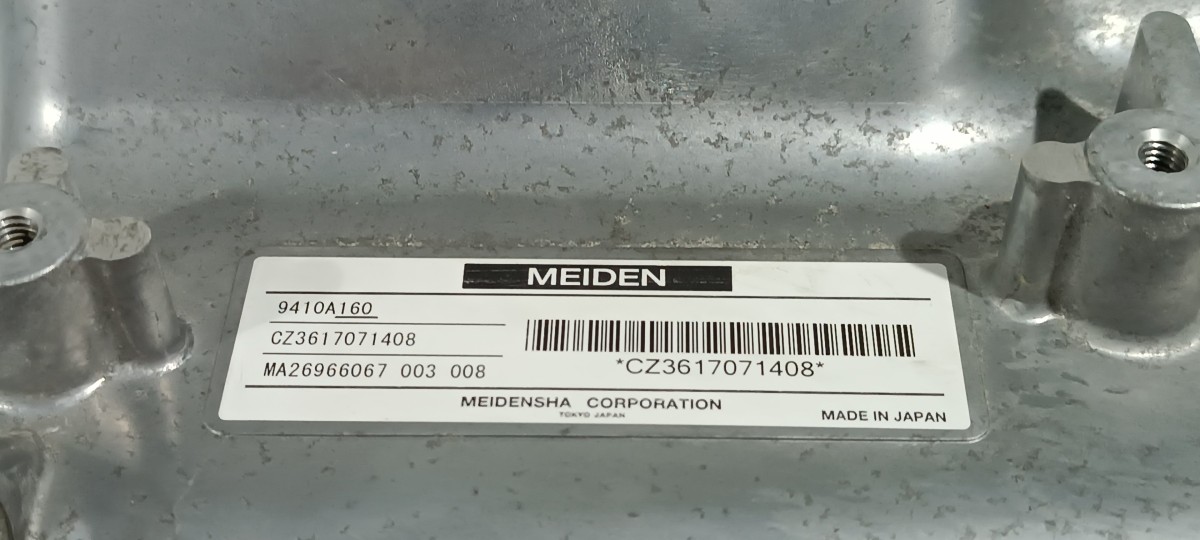 MEIDEN
9410A160
CZ3617071408
MA26966067 003 008
*CZ3617071408*
MEIDENSHA CORPORATION
TOKYO JAPAN
MADE IN JAPAN